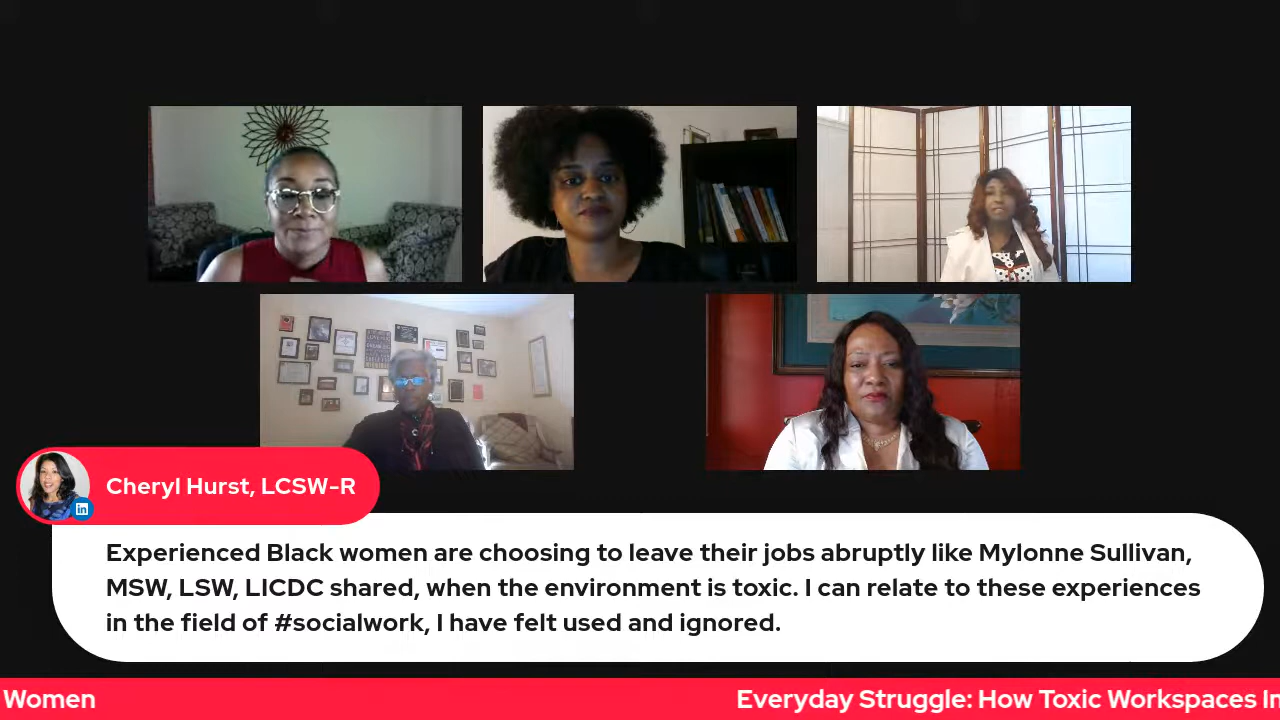 Cheryl Hurst, LCSW-R
Experienced Black women are choosing to leave their jobs abruptly like Mylonne Sullivan,
MSW, LSW, LICDC shared, when the environment is toxic. I can relate to these experiences
in the field of #socialwork, I have felt used and ignored.
Women
Everyday Struggle: How Toxic Workspaces